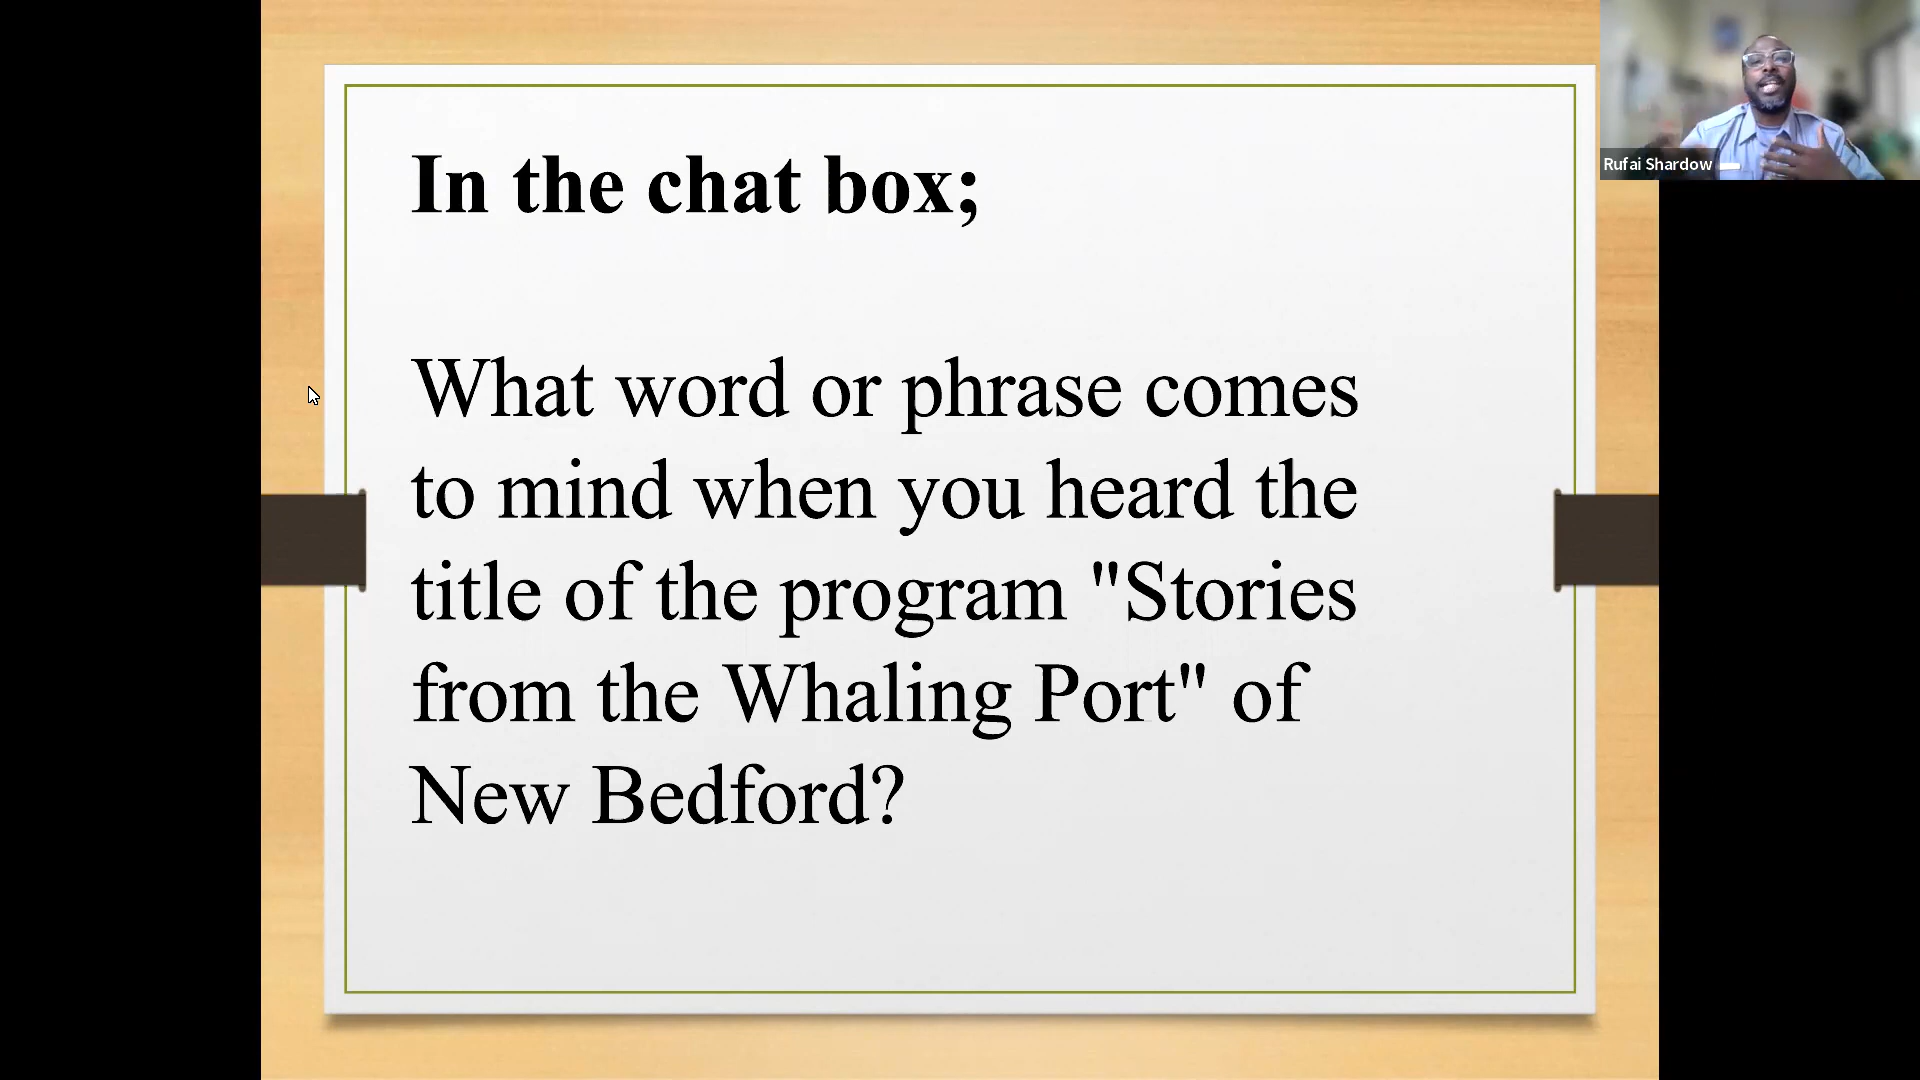 In the chat box;
What word or phrase comes
to mind when you heard the
title of the program "Stories
from the Whaling Port" of
New Bedford?
Rufai Shardow